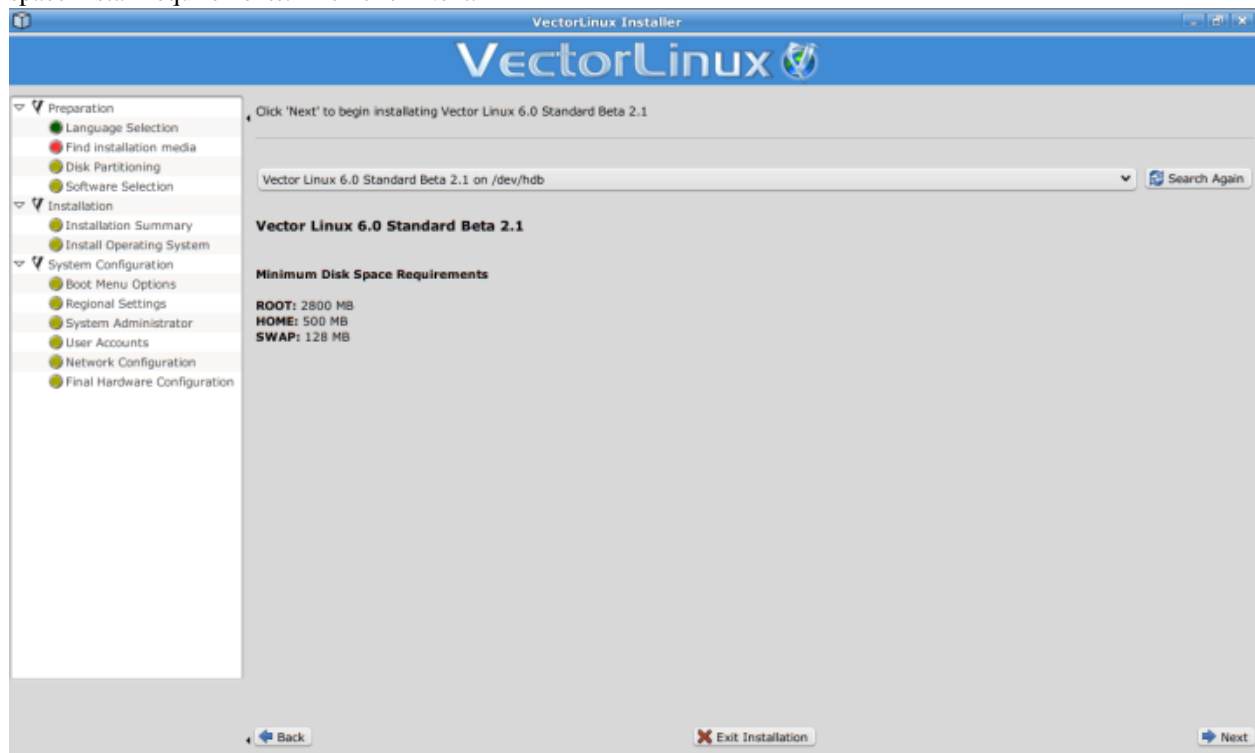 VectorLinux Installer
VectorLinux
Preparation
Language Selection
Find installation media
Disk Partitioning
Software Selection
Installation
Installation Summary
Install Operating System
System Configuration
Boot Menu Options
Regional Settings
System Administrator
User Accounts
Network Configuration
Final Hardware Configuration
Click 'Next' to begin installating Vector Linux 6.0 Standard Beta 2.1
Vector Linux 6.0 Standard Beta 2.1 on /dev/hdb
Search Again
Vector Linux 6.0 Standard Beta 2.1
Minimum Disk Space Requirements
ROOT: 2800 MB
HOME: 500 MB
SWAP: 128 MB
Back
Exit Installation
Next